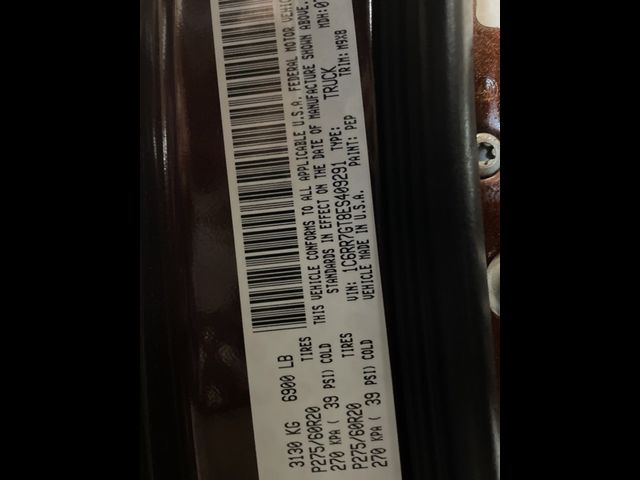 3130 KG 6900 LB
P275/60R20 TIRES
270 KPA ( 39 PSI) COLD
P275/60R20 TIRES
270 KPA ( 39 PSI) COLD
THIS VEHICLE CONFORMS TO ALL APPLICABLE U.S.A. FEDERAL MOTOR
STANDARDS IN EFFECT ON THE DATE OF MANUFACTURE SHOWN ABOVE.
VIN: 1C6RR7GT8ES409291 TYPE: TRUCK MDH:
VEHICLE MADE IN U.S.A. PAINT: PEP TRIM: M9X8